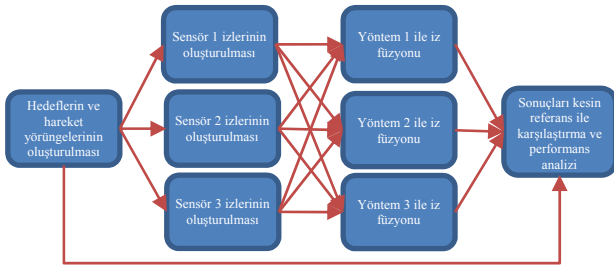 Hedeflerin ve
hareket
yörüngelerinin
oluşturulması
Sensör 1 izlerinin
oluşturulması
Sensör 2 izlerinin
oluşturulması
Sensör 3 izlerinin
oluşturulması
Yöntem 1 ile iz
füzyonu
Yöntem 2 ile iz
füzyonu
Yöntem 3 ile iz
füzyonu
Sonuçları kesin
referans ile
karşılaştırma ve
performans
analizi